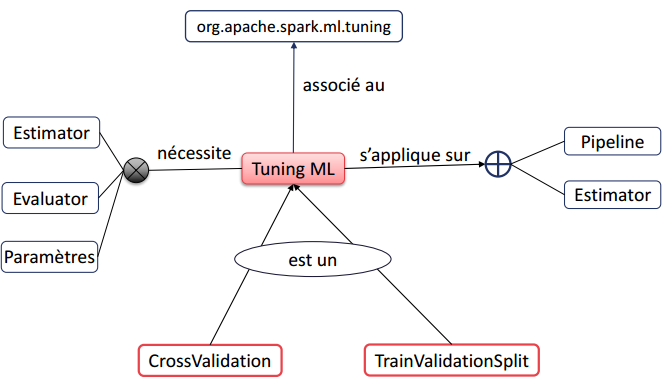 org.apache.spark.ml.tuning
associé au
Estimator
nécessite
Tuning ML
s’applique sur
Pipeline
Evaluator
Estimator
Paramètres
est un
CrossValidation
TrainValidationSplit